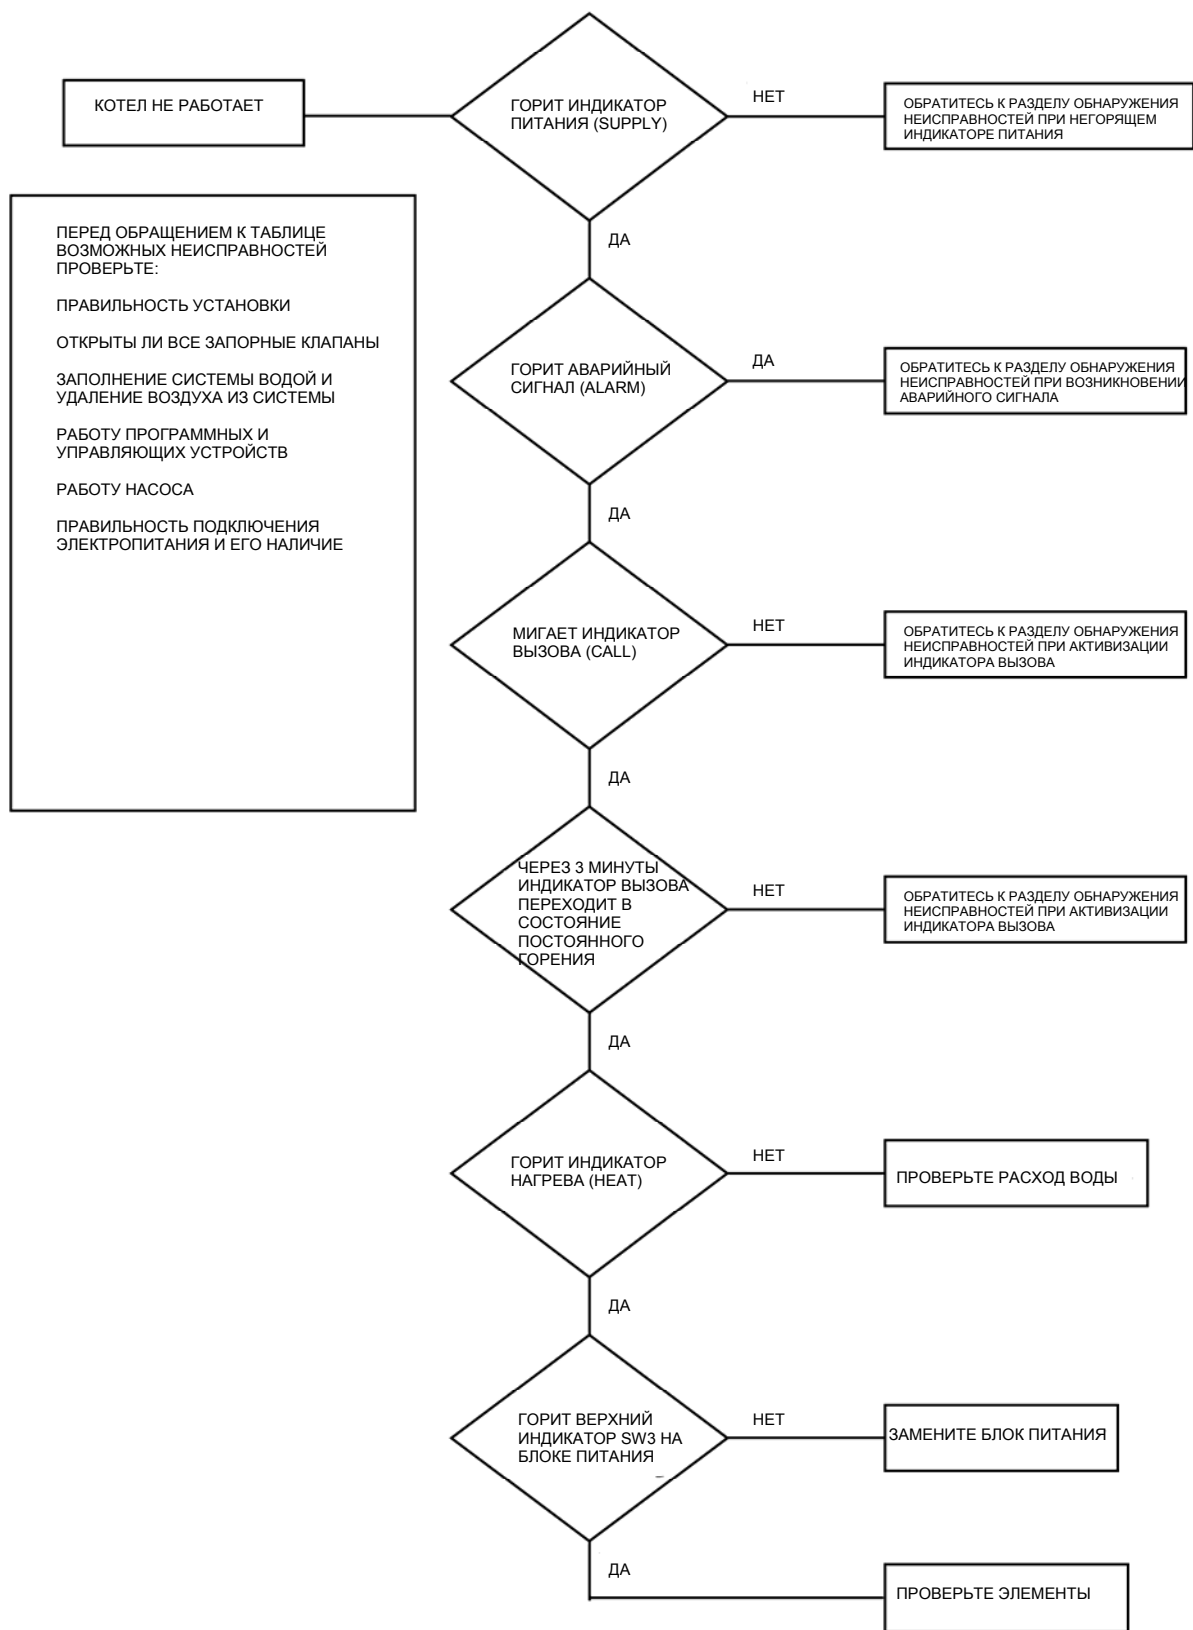 КОТЕЛ НЕ РАБОТАЕТ
ГОРИТ ИНДИКАТОР
ПИТАНИЯ (SUPPLY)
НЕТ
ОБРАТИТЕСЬ К РАЗДЕЛУ ОБНАРУЖЕНИЯ
НЕИСПРАВНОСТЕЙ ПРИ НЕГОРЯЩЕМ
ИНДИКАТОРЕ ПИТАНИЯ
ПЕРЕД ОБРАЩЕНИЕМ К ТАБЛИЦЕ
ВОЗМОЖНЫХ НЕИСПРАВНОСТЕЙ
ПРОВЕРЬТЕ:
ПРАВИЛЬНОСТЬ УСТАНОВКИ
ОТКРЫТЫ ЛИ ВСЕ ЗАПОРНЫЕ КЛАПАНЫ
ЗАПОЛНЕНИЕ СИСТЕМЫ ВОДОЙ И
УДАЛЕНИЕ ВОЗДУХА ИЗ СИСТЕМЫ
РАБОТУ ПРОГРАММНЫХ И
УПРАВЛЯЮЩИХ УСТРОЙСТВ
РАБОТУ НАСОСА
ПРАВИЛЬНОСТЬ ПОДКЛЮЧЕНИЯ
ЭЛЕКТРОПИТАНИЯ И ЕГО НАЛИЧИЕ
ДА
ГОРИТ АВАРИЙНЫЙ
СИГНАЛ (ALARM)
ДА
ОБРАТИТЕСЬ К РАЗДЕЛУ ОБНАРУЖЕНИЯ
НЕИСПРАВНОСТЕЙ ПРИ ВОЗНИКНОВЕНИИ
АВАРИЙНОГО СИГНАЛА
ДА
МИГАЕТ ИНДИКАТОР
ВЫЗОВА (CALL)
НЕТ
ОБРАТИТЕСЬ К РАЗДЕЛУ ОБНАРУЖЕНИЯ
НЕИСПРАВНОСТЕЙ ПРИ АКТИВИЗАЦИИ
ИНДИКАТОРА ВЫЗОВА
ДА
ЧЕРЕЗ 3 МИНУТЫ
ИНДИКАТОР ВЫЗОВА
ПЕРЕХОДИТ В
СОСТОЯНИЕ
ПОСТОЯННОГО
ГОРЕНИЯ
НЕТ
ОБРАТИТЕСЬ К РАЗДЕЛУ ОБНАРУЖЕНИЯ
НЕИСПРАВНОСТЕЙ ПРИ АКТИВИЗАЦИИ
ИНДИКАТОРА ВЫЗОВА
ДА
ГОРИТ ИНДИКАТОР
НАГРЕВА (HEAT)
НЕТ
ПРОВЕРЬТЕ РАСХОД ВОДЫ
ДА
ГОРИТ ВЕРХНИЙ
ИНДИКАТОР SW3 НА
БЛОКЕ ПИТАНИЯ
НЕТ
ЗАМЕНИТЕ БЛОК ПИТАНИЯ
ДА
ПРОВЕРЬТЕ ЭЛЕМЕНТЫ